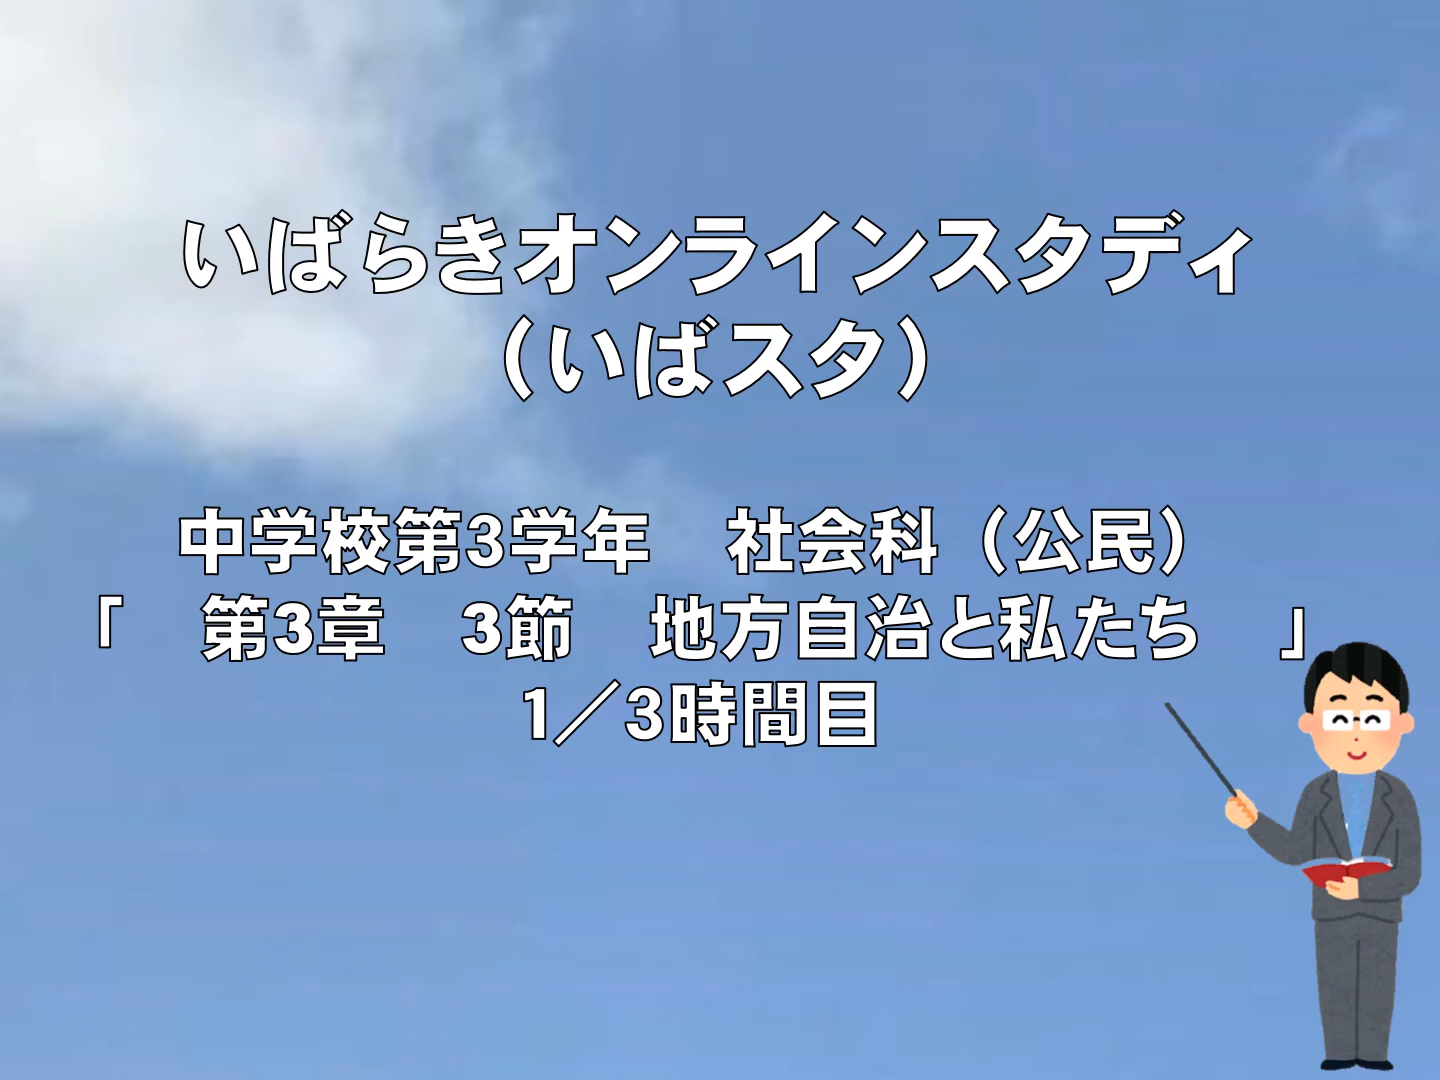 いばらきオンラインスタディ
（いばスタ）
中学校第3学年　社会科（公民）
「　第3章　3節　地方自治と私たち　」
1／3時間目